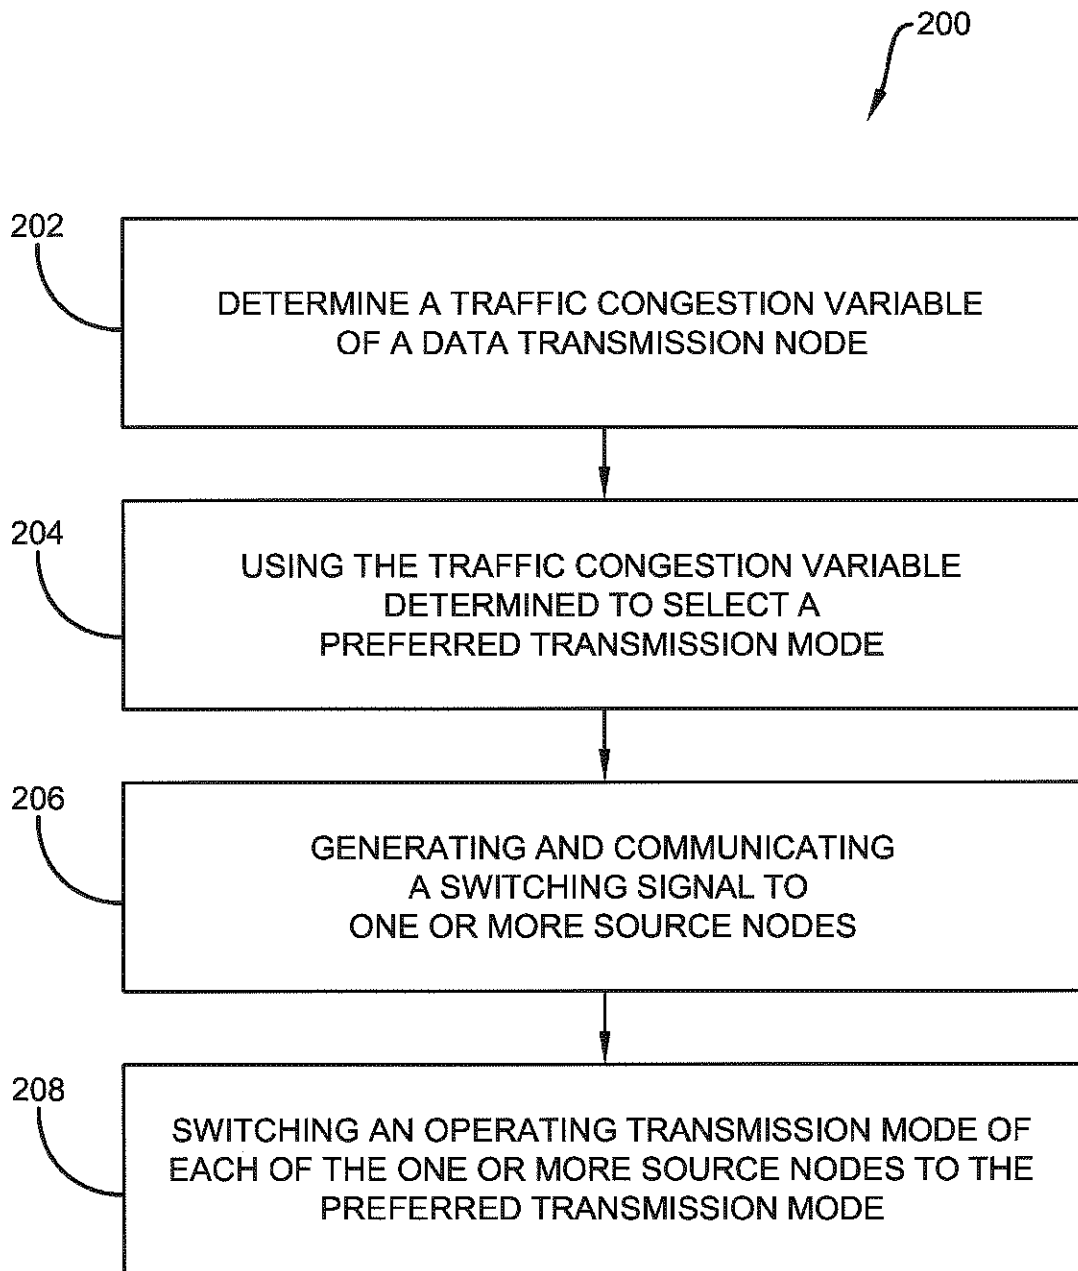 200
202
DETERMINE A TRAFFIC CONGESTION VARIABLE
OF A DATA TRANSMISSION NODE
204
USING THE TRAFFIC CONGESTION VARIABLE
DETERMINED TO SELECT A
PREFERRED TRANSMISSION MODE
206
GENERATING AND COMMUNICATING
A SWITCHING SIGNAL TO
ONE OR MORE SOURCE NODES
208
SWITCHING AN OPERATING TRANSMISSION MODE OF
EACH OF THE ONE OR MORE SOURCE NODES TO THE
PREFERRED TRANSMISSION MODE